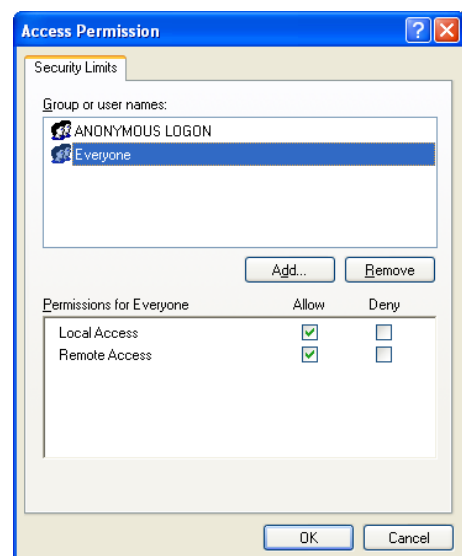 Access Permission
Security Limits
Group or user names:
ANONYMOUS LOGON
Everyone
Add...
Remove
Permissions for Everyone Allow Deny
Local Access
Remote Access
OK
Cancel